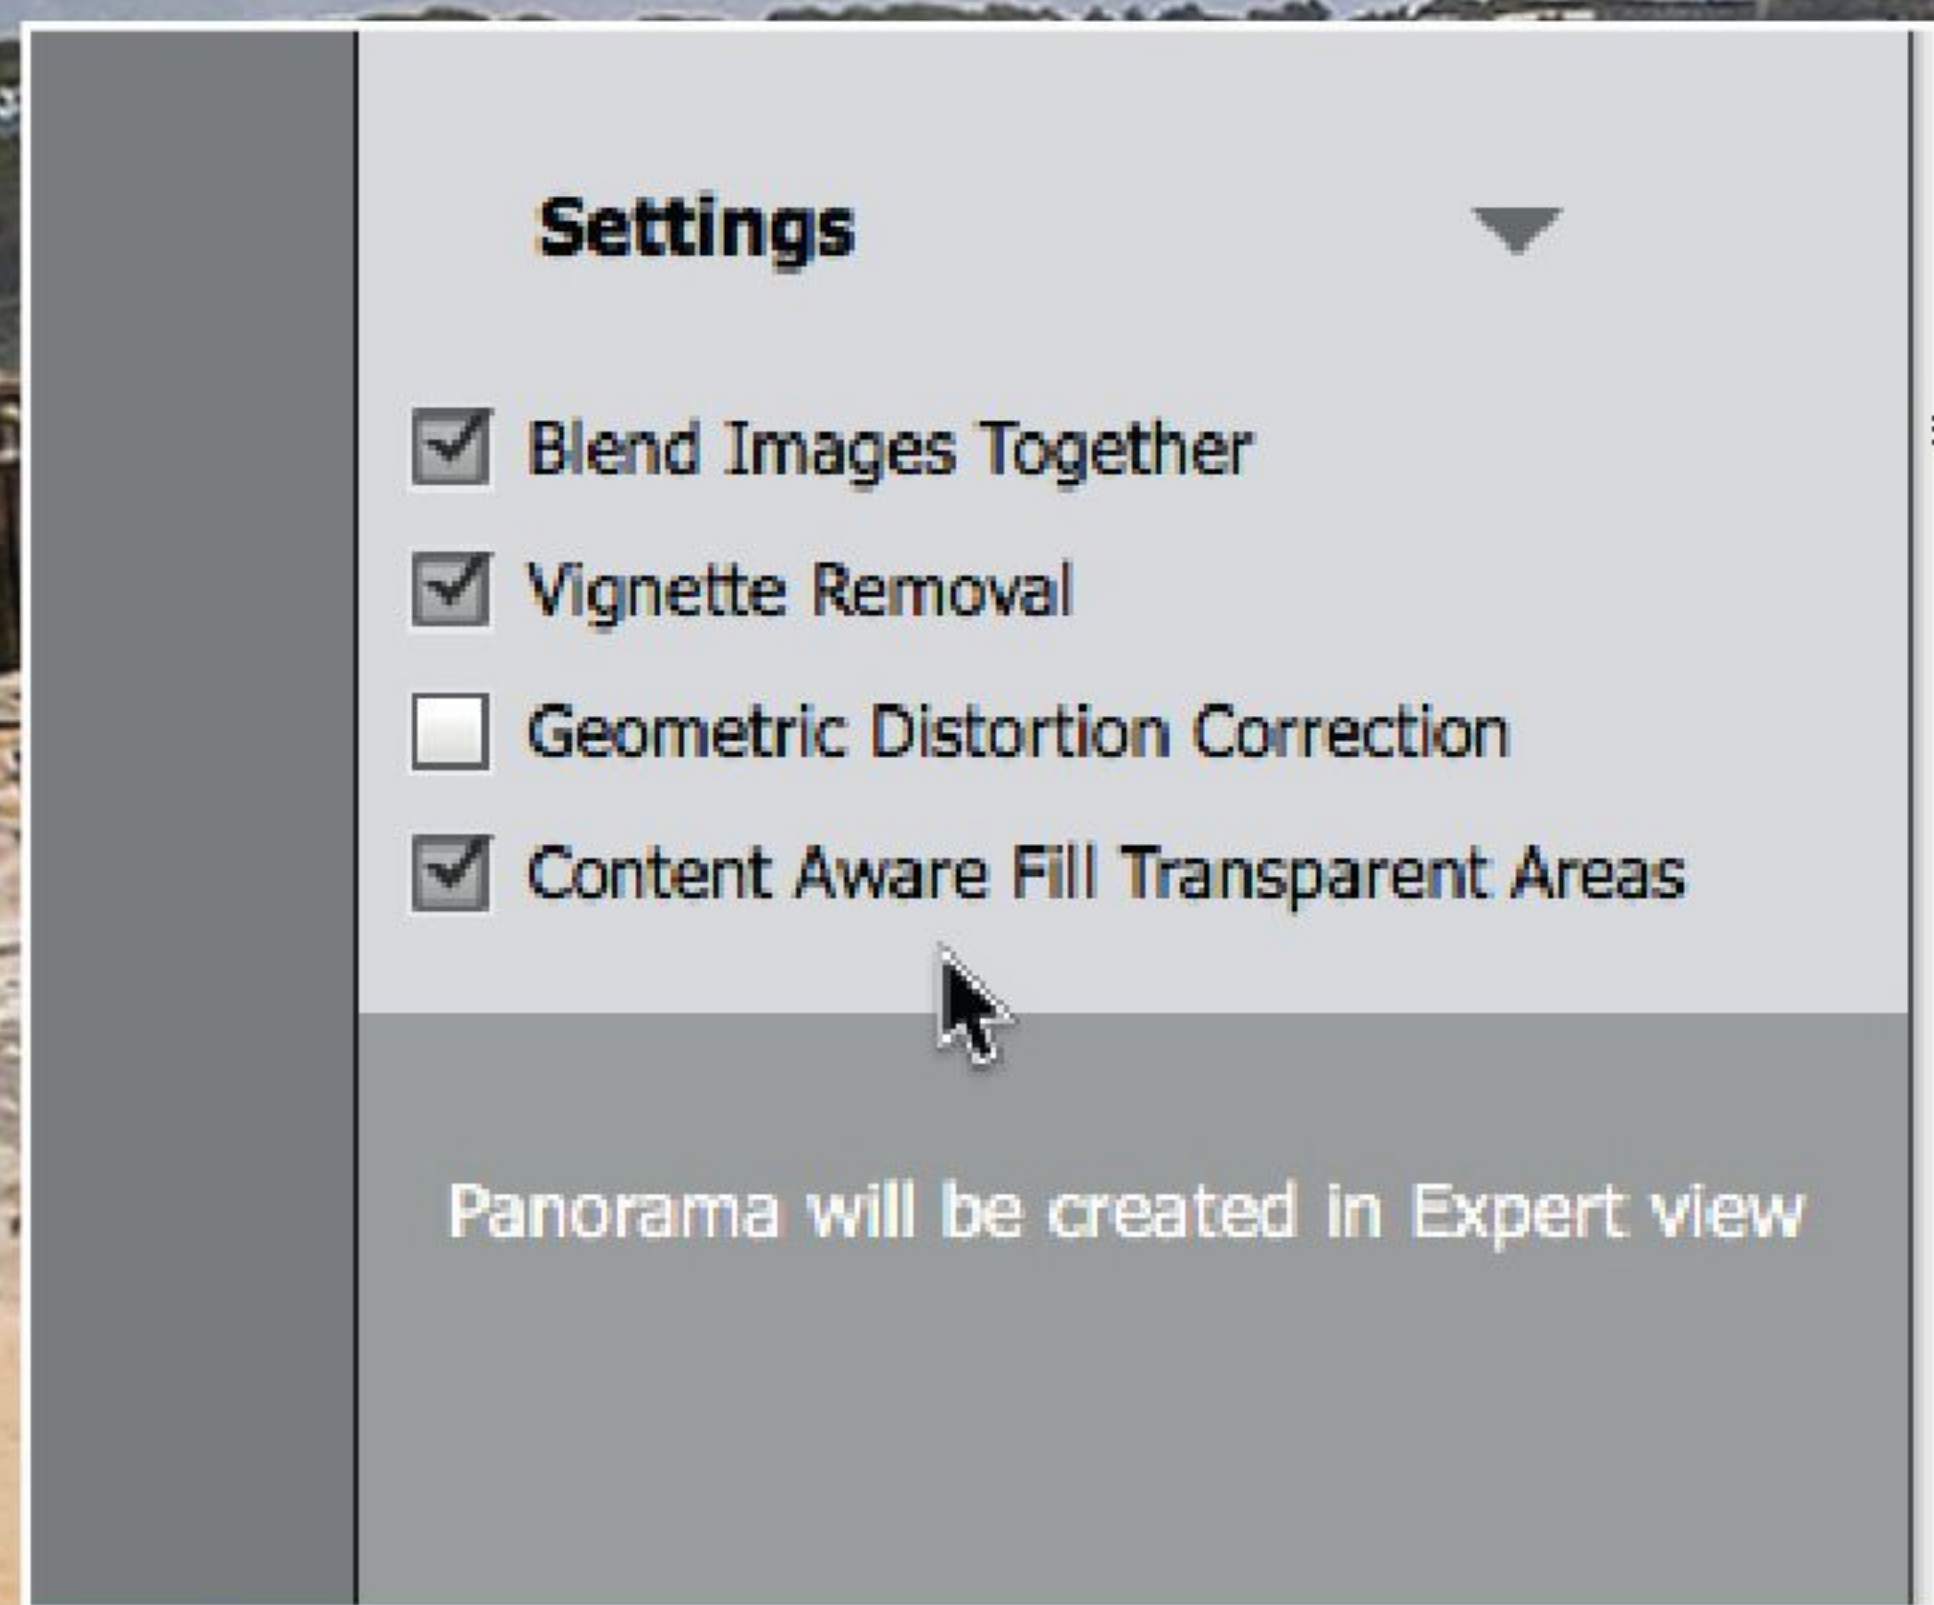 Settings
Blend Images Together
Vignette Removal
Geometric Distortion Correction
Content Aware Fill Transparent Areas
Panorama will be created in Expert view